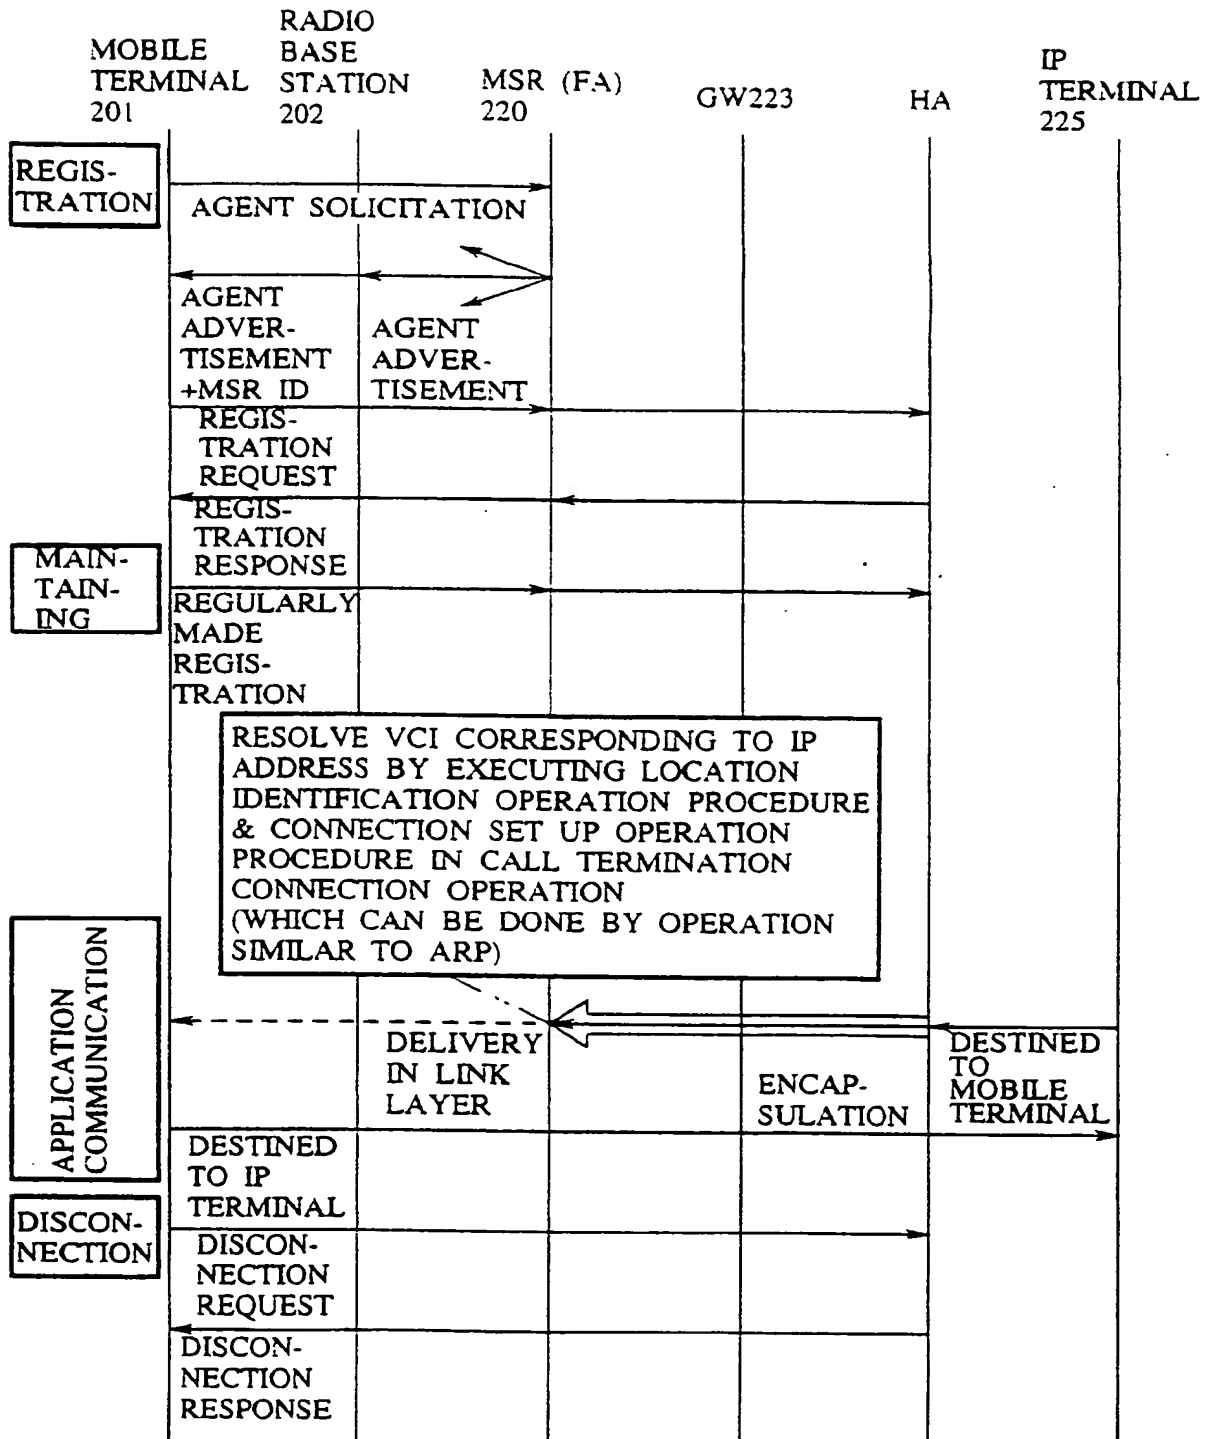 MOBILE
TERMINAL
201
RADIO
BASE
STATION
202
MSR (FA)
220
GW223
HA
IP
TERMINAL
225
REGIS-
TRATION
AGENT SOLICITATION
AGENT
ADVER-
TISEMENT
+MSR ID
AGENT
ADVER-
TISEMENT
REGIS-
TRATION
REQUEST
REGIS-
TRATION
RESPONSE
MAIN-
TAIN-
ING
REGULARLY
MADE
REGIS-
TRATION
RESOLVE VCI CORRESPONDING TO IP
ADDRESS BY EXECUTING LOCATION
IDENTIFICATION OPERATION PROCEDURE
& CONNECTION SET UP OPERATION
PROCEDURE IN CALL TERMINATION
CONNECTION OPERATION
(WHICH CAN BE DONE BY OPERATION
SIMILAR TO ARP)
APPLICATION
COMMUNICATION
DELIVERY
IN LINK
LAYER
ENCAP-
SULATION
DESTINED
TO
MOBILE
TERMINAL
DESTINED
TO IP
TERMINAL
DISCON-
NECTION
DISCON-
NECTION
REQUEST
DISCON-
NECTION
RESPONSE